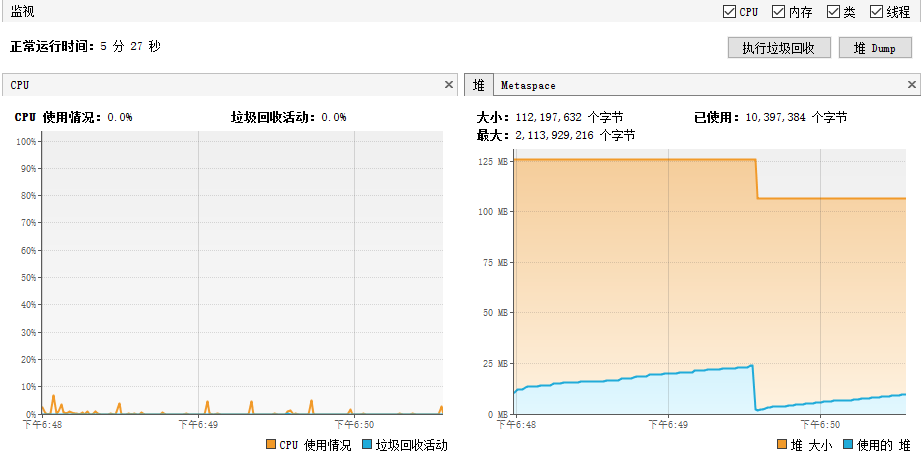 监视
CPU 内存 类 线程
正常运行时间：5 分 27 秒
执行垃圾回收 堆 Dump
CPU
CPU 使用情况：0.0% 垃圾回收活动：0.0%
100%
90%
80%
70%
60%
50%
40%
30%
20%
10%
0%
下午6:48 下午6:49 下午6:50
CPU 使用情况 垃圾回收活动
堆 Metaspace
大小：112,197,632 个字节 已使用：10,397,384 个字节
最大：2,113,929,216 个字节
125 MB
100 MB
75 MB
50 MB
25 MB
0 MB
下午6:48 下午6:49 下午6:50
堆 大小 使用的 堆